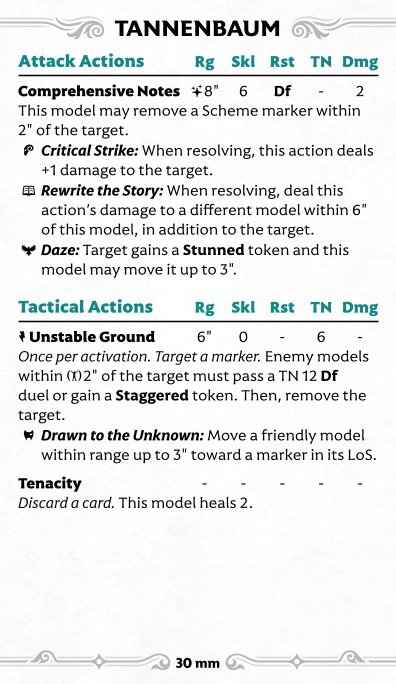 TANNENBAUM
Attack Actions Rg Skl Rst TN Dmg
Comprehensive Notes 8" 6 Df - 2
This model may remove a Scheme marker within
2" of the target.
Critical Strike: When resolving, this action deals
+1 damage to the target.
Rewrite the Story: When resolving, deal this
action's damage to a different model within 6"
of this model, in addition to the target.
Daze: Target gains a Stunned token and this
model may move it up to 3".
Tactical Actions Rg Skl Rst TN Dmg
Unstable Ground 6" 0 - 6 -
Once per activation. Target a marker. Enemy models
within 2" of the target must pass a TN 12 Df
duel or gain a Staggered token. Then, remove the
target.
Drawn to the Unknown: Move a friendly model
within range up to 3" toward a marker in its LoS.
Tenacity - - - - -
Discard a card. This model heals 2.
30 mm